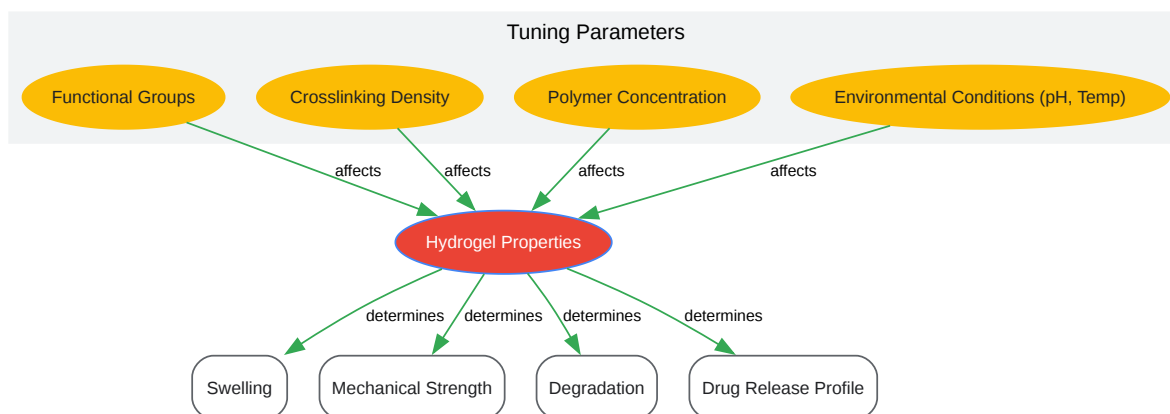 Tuning Parameters
Functional Groups
Crosslinking Density
Polymer Concentration
Environmental Conditions (pH, Temp)
affects
affects
affects
affects
Hydrogel Properties
determines
determines
determines
determines
Swelling
Mechanical Strength
Degradation
Drug Release Profile